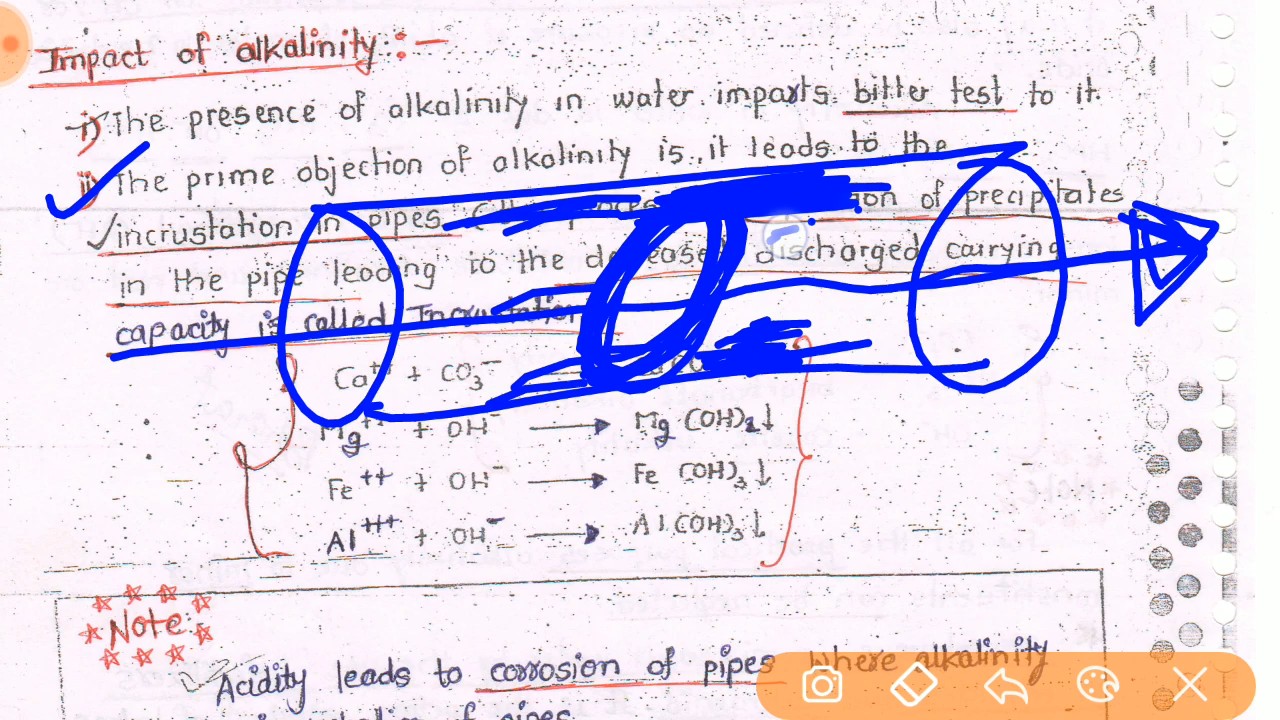 Impact of alkalinity::-
i) The presence of alkalinity in water imparts bitter test to it.
ii) The prime objection of alkalinity is, it leads to the
incrustation in pipes of precipitates
in the pipe leading to the decreased discharged carrying
capacity is called Incrustation
Ca++ + CO3--
Mg++ + OH- → Mg (OH)2↓
Fe++ + OH- → Fe (OH)3↓
Al+++ + OH- → Al(OH)3↓
Note:-
Acidity leads to corrosion of pipes where alkalinity
of pipes